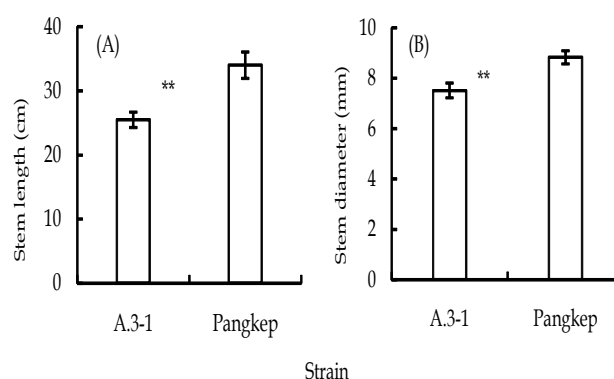 (A)
Stem length (cm)
40
30
20
10
0
**
A.3-1
Pangkep
(B)
Stem diameter (mm)
10
8
6
4
2
0
**
A.3-1
Pangkep
Strain